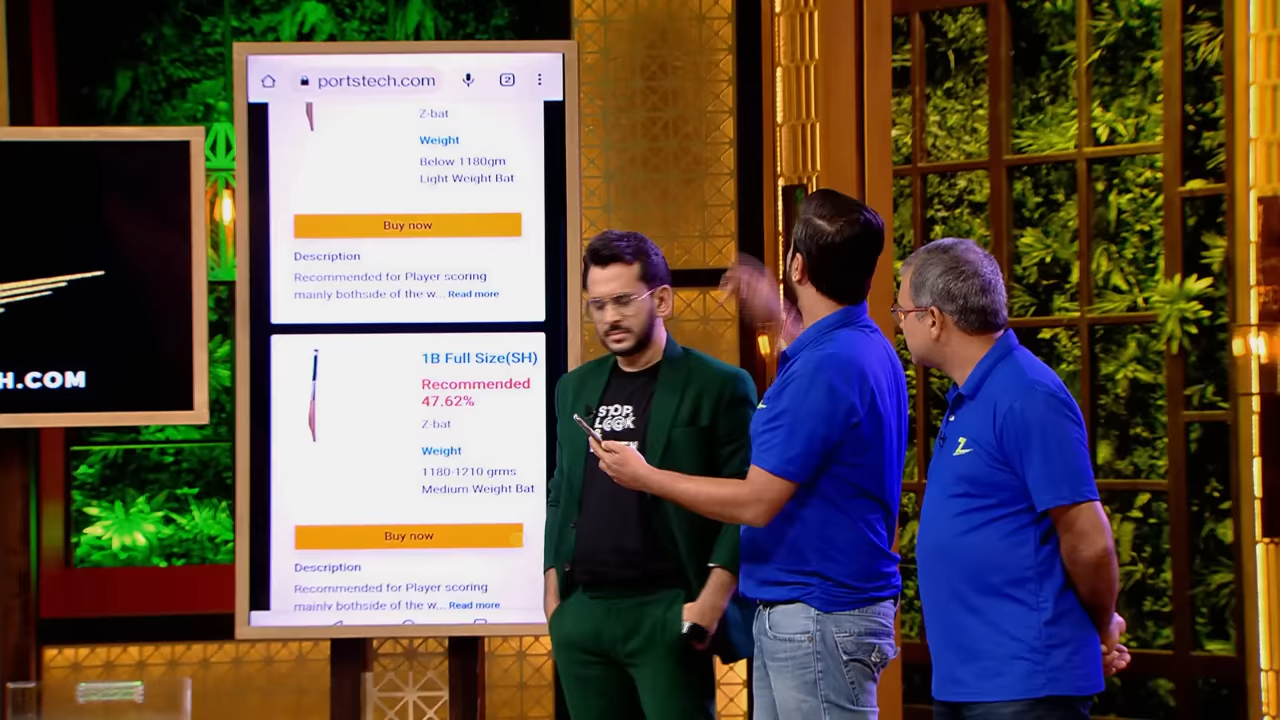 portstech.com
2
Z-bat
Weight
Below 1180gm
Light Weight Bat
Buy now
Description
Recommended for Player scoring
mainly bothside of the w... Read more
1B Full Size(SH)
Recommended
47.62%
Z-bat
Weight
1180-1210 grms
Medium Weight Bat
Buy now
Description
Recommended for Player scoring
mainly bothside of the w... Read more
H.COM
STOP,
L@@K